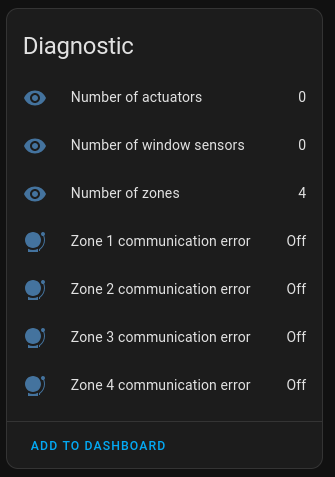 Diagnostic
Number of actuators 0
Number of window sensors 0
Number of zones 4
Zone 1 communication error Off
Zone 2 communication error Off
Zone 3 communication error Off
Zone 4 communication error Off
ADD TO DASHBOARD